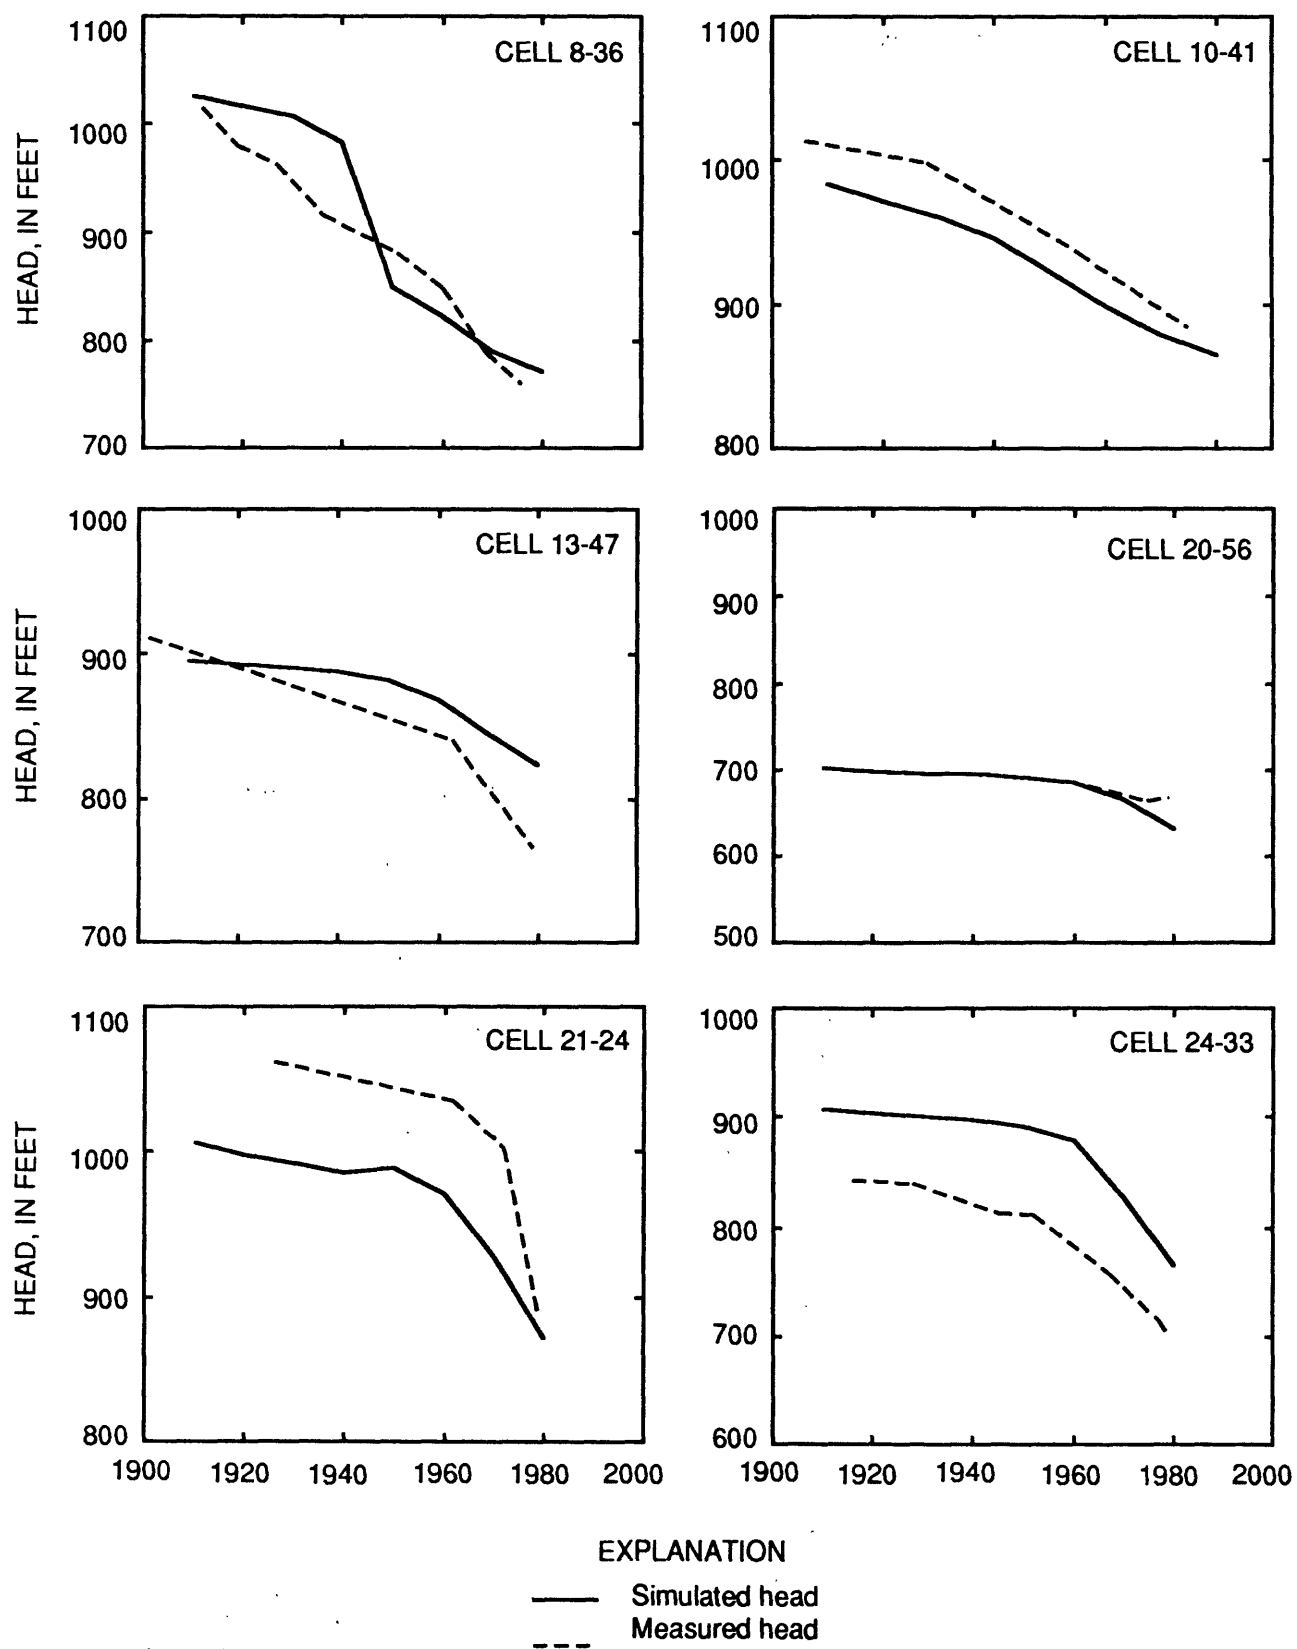 CELL 8-36
1100
1000
900
800
700
HEAD, IN FEET
CELL 10-41
1100
1000
900
800
CELL 13-47
1000
900
800
700
HEAD, IN FEET
CELL 20-56
1000
900
800
700
600
500
CELL 21-24
1100
1000
900
800
HEAD, IN FEET
1900 1920 1940 1960 1980 2000
CELL 24-33
1000
900
800
700
600
1900 1920 1940 1960 1980 2000
EXPLANATION
Simulated head
Measured head